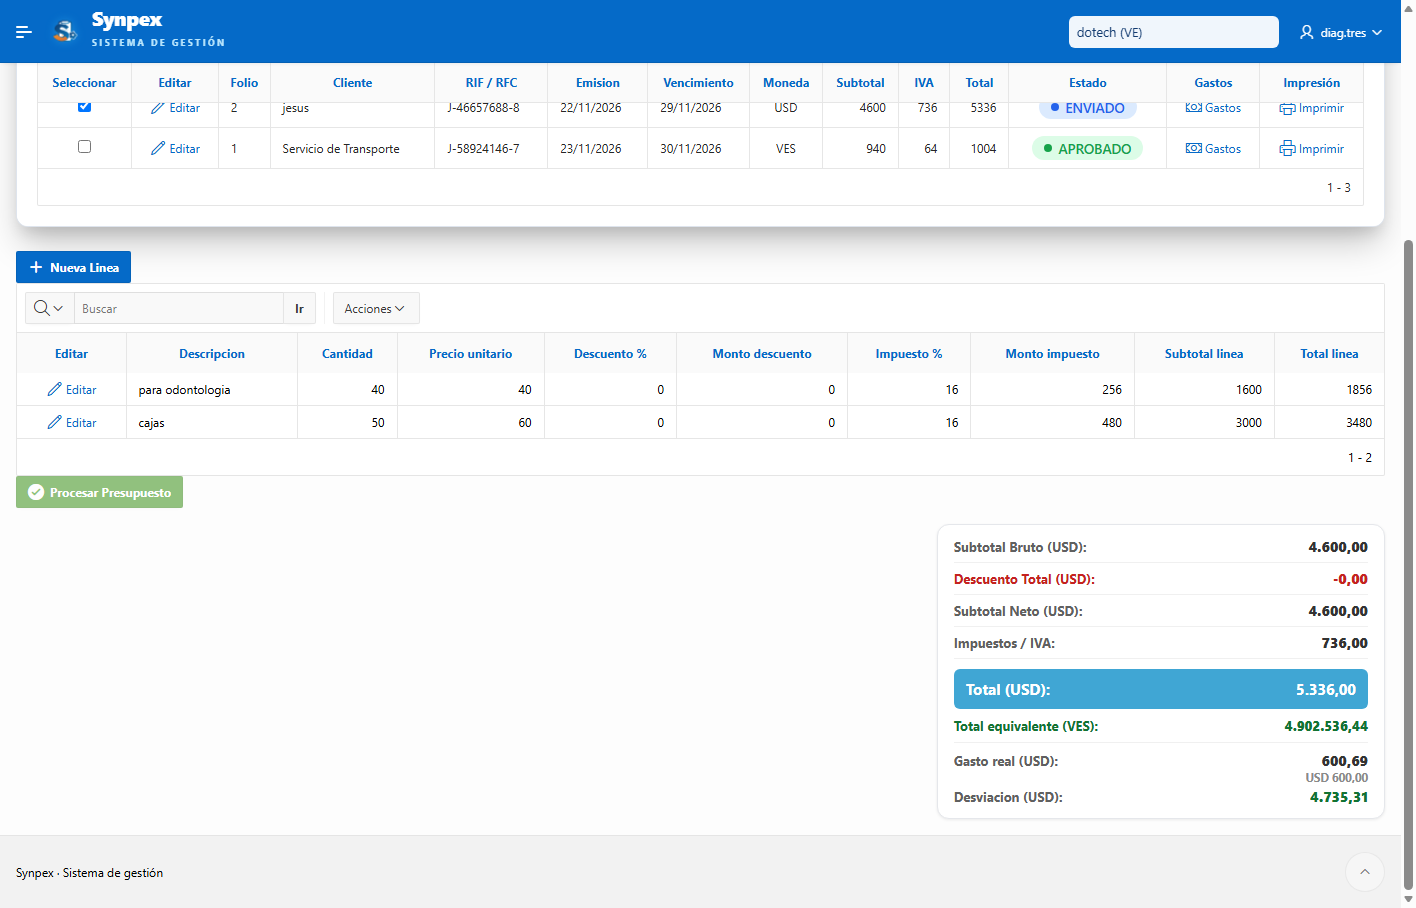 Synpex
SISTEMA DE GESTIÓN
dotech (VE)
diag.tres
Seleccionar Editar Folio Cliente RIF / RFC Emision Vencimiento Moneda Subtotal IVA Total Estado Gastos Impresión
Editar 2 jesus J-46657688-8 22/11/2026 29/11/2026 USD 4600 736 5336 ENVIADO Gastos Imprimir
Editar 1 Servicio de Transporte J-58924146-7 23/11/2026 30/11/2026 VES 940 64 1004 APROBADO Gastos Imprimir
1 - 3
Nueva Linea
Buscar Ir Acciones
Editar Descripcion Cantidad Precio unitario Descuento % Monto descuento Impuesto % Monto impuesto Subtotal linea Total linea
Editar para odontologia 40 40 0 0 16 256 1600 1856
Editar cajas 50 60 0 0 16 480 3000 3480
1 - 2
Procesar Presupuesto
Subtotal Bruto (USD): 4.600,00
Descuento Total (USD): -0,00
Subtotal Neto (USD): 4.600,00
Impuestos / IVA: 736,00
Total (USD): 5.336,00
Total equivalente (VES): 4.902.536,44
Gasto real (USD): 600,69
USD 600,00
Desviacion (USD): 4.735,31
Synpex · Sistema de gestión